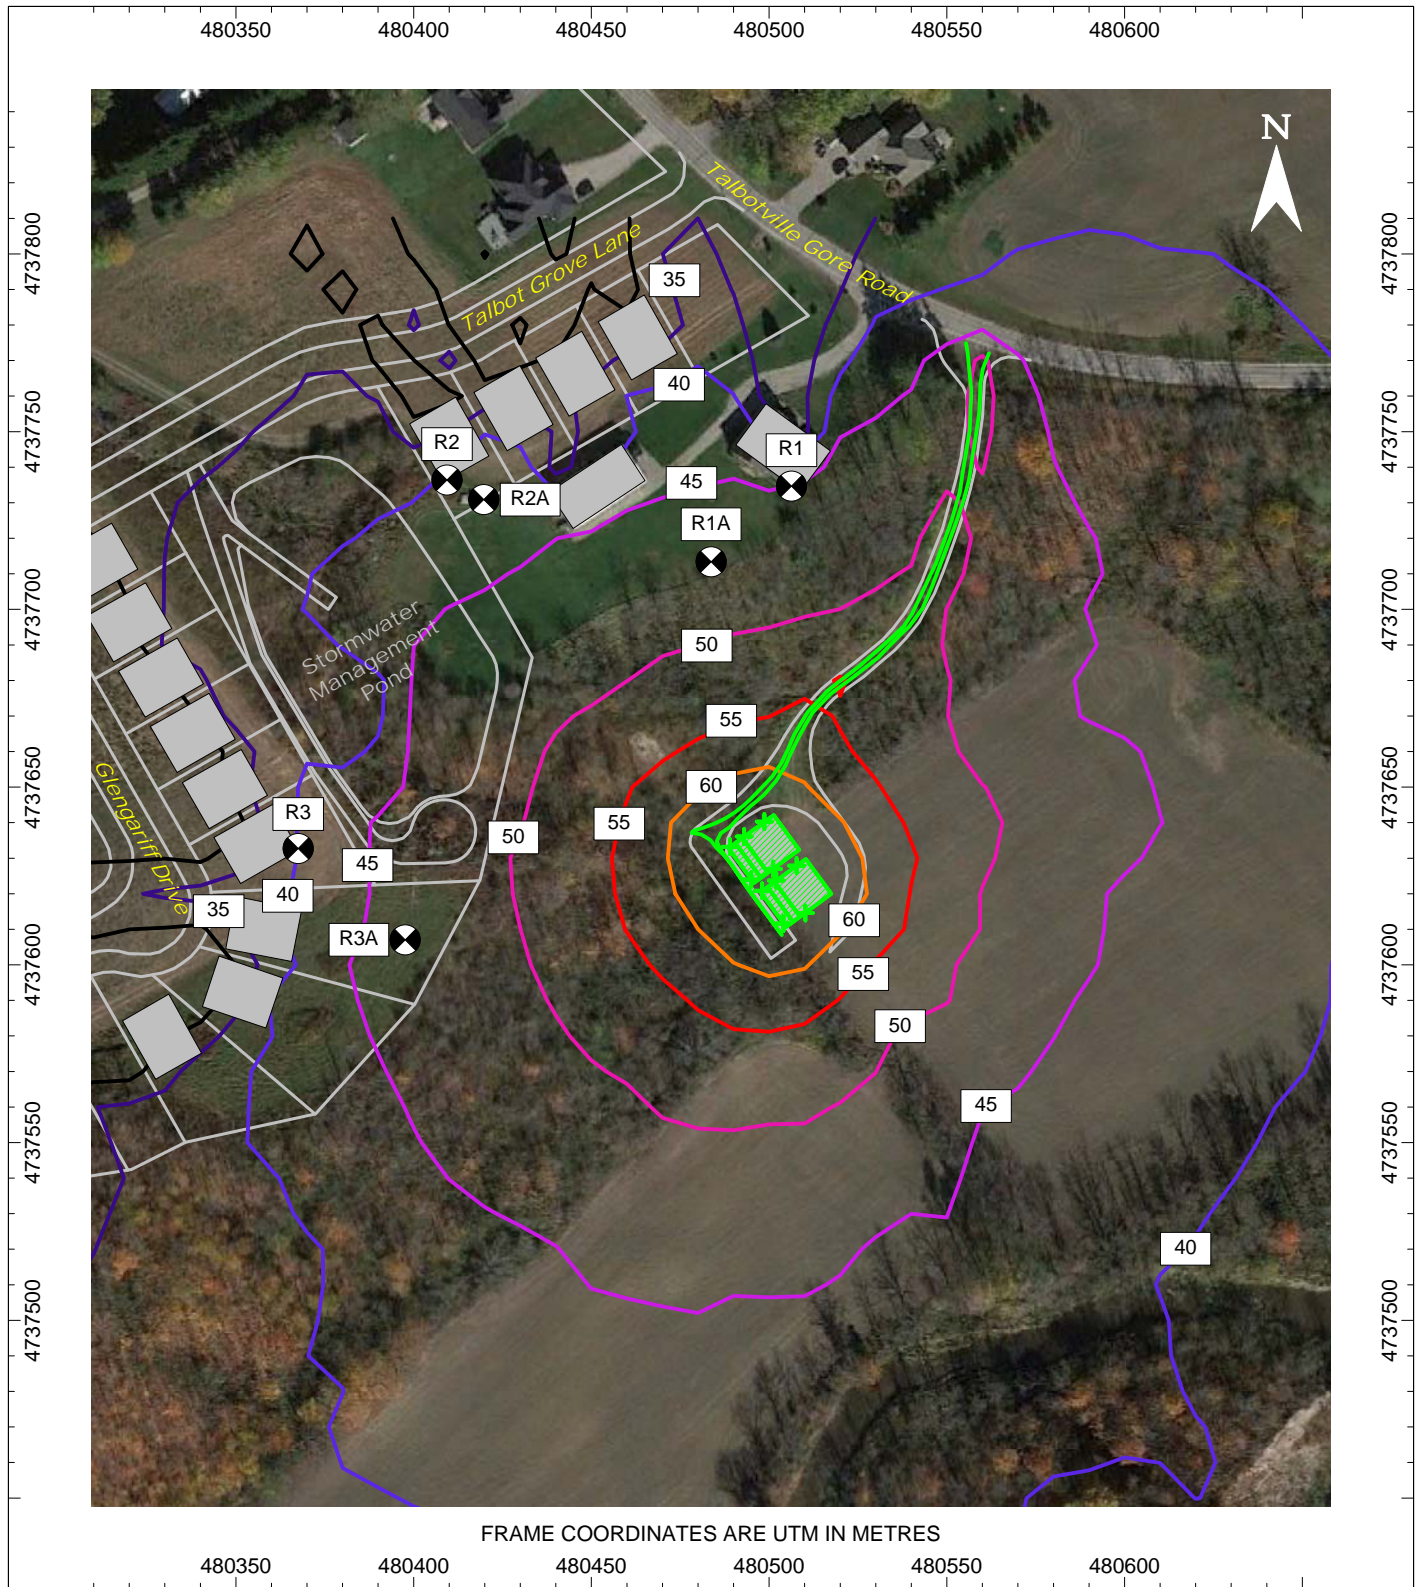 480350 480400 480450 480500 480550 480600
N
Talbotville Gore Road
Talbot Grove Lane
4737800
4737800
35
40
4737750
4737750
R2
R1
45
R2A
R1A
4737700
4737700
Stormwater
Management
Pond
50
55
4737650
4737650
60
Glengariff Drive
R3
55
50
45
40
35
60
R3A
4737600
4737600
55
50
45
4737550
4737550
40
4737500
4737500
FRAME COORDINATES ARE UTM IN METRES
480350 480400 480450 480500 480550 480600